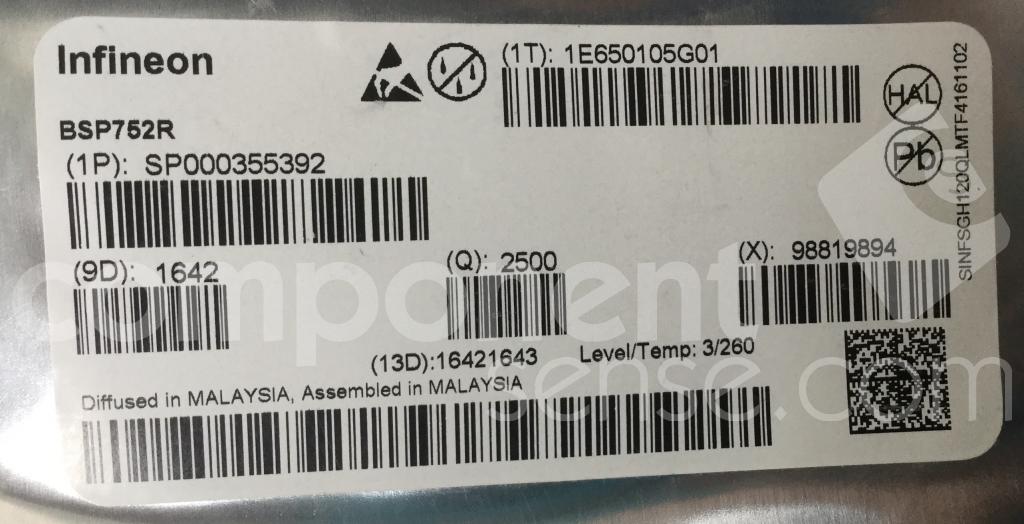 Infineon
(1T): 1E650105G01
HAL
BSP752R
Pb
(1P): SP000355392
SINFSGH120QLMTF4161102
(9D): 1642
(Q): 2500
(X): 98819894
(13D):16421643
Level/Temp: 3/260
Diffused in MALAYSIA, Assembled in MALAYSIA
component
sense.com